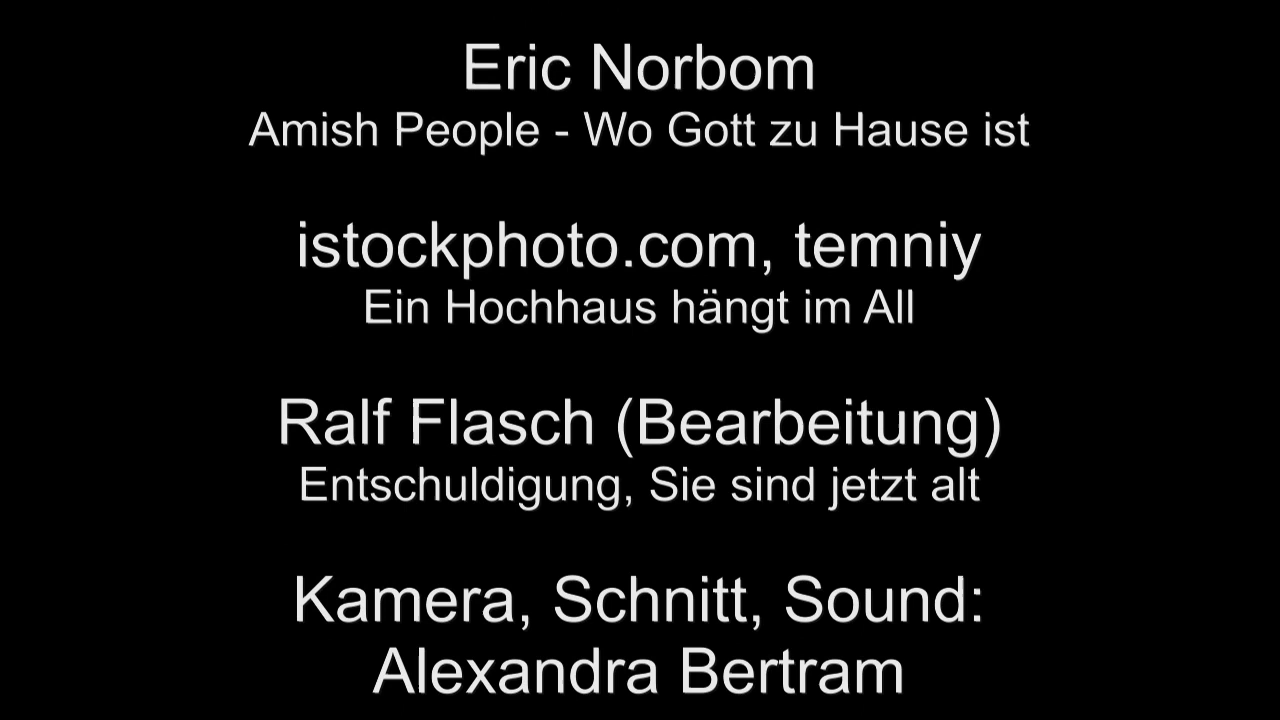 Eric Norbom
Amish People - Wo Gott zu Hause ist
istockphoto.com, temniy
Ein Hochhaus hängt im All
Ralf Flasch (Bearbeitung)
Entschuldigung, Sie sind jetzt alt
Kamera, Schnitt, Sound:
Alexandra Bertram